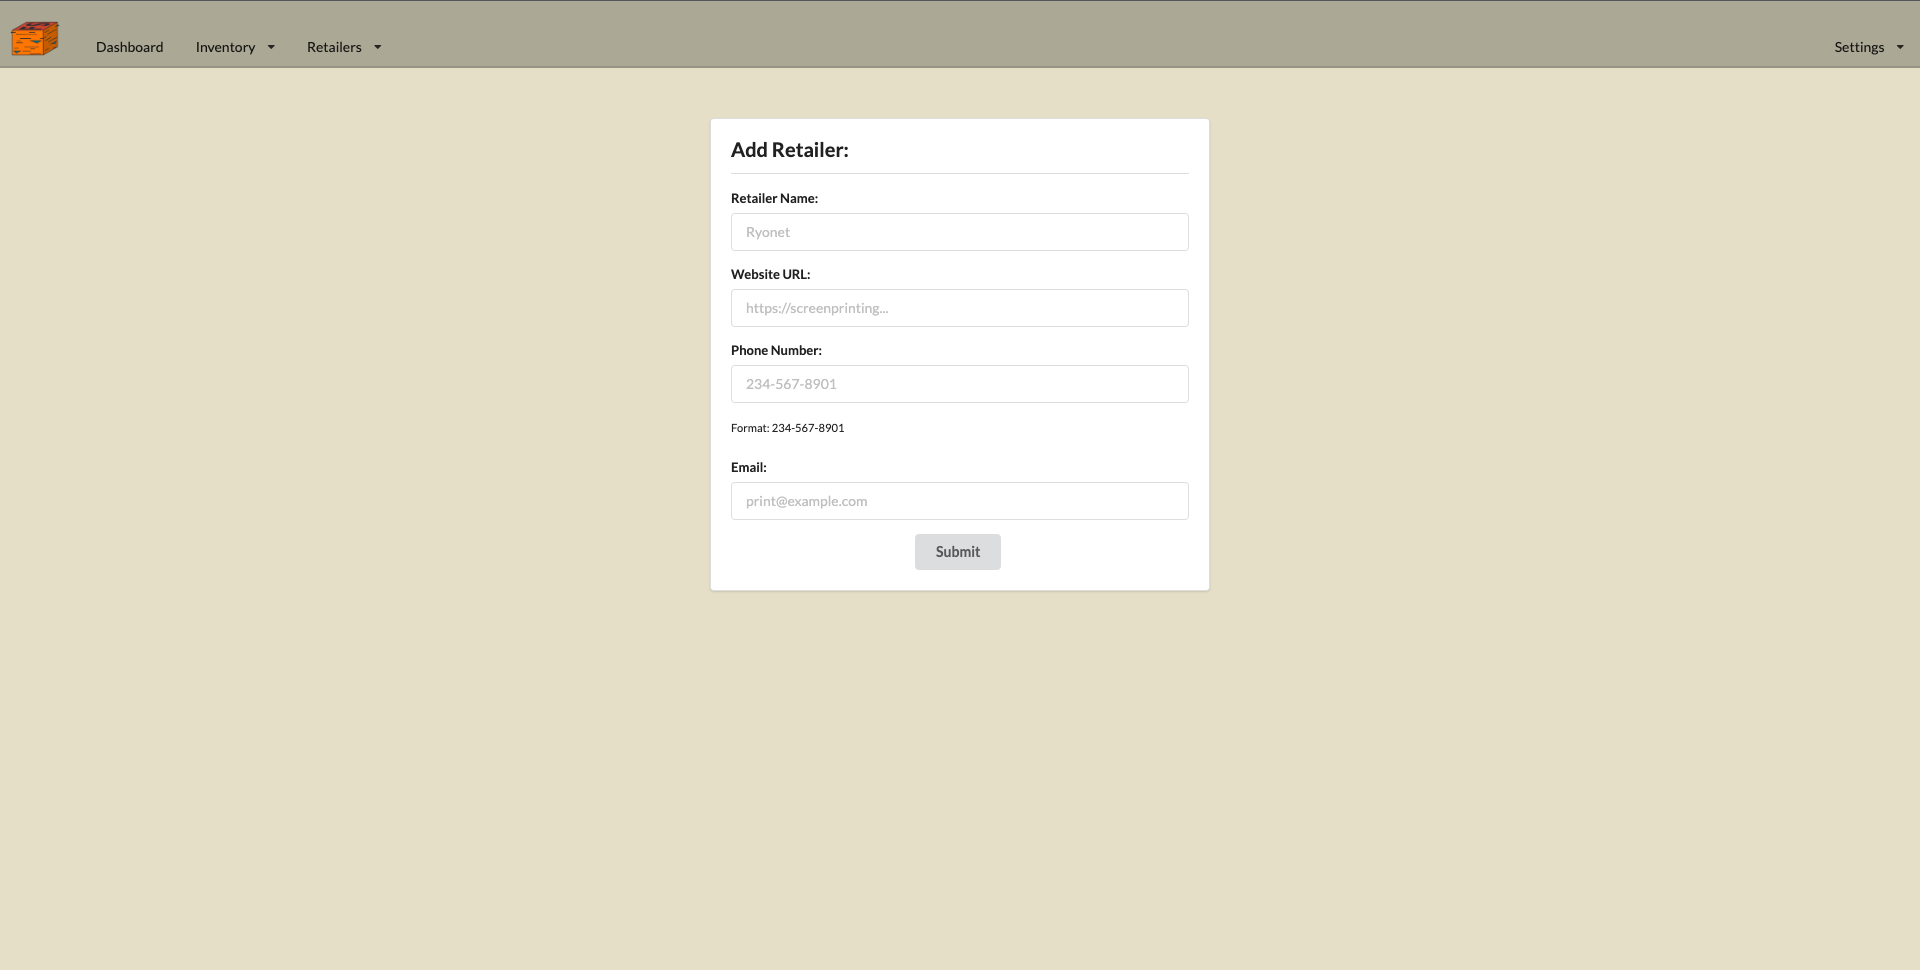 Dashboard Inventory Retailers Settings
Add Retailer:
Retailer Name:
Ryonet
Website URL:
https://screenprinting...
Phone Number:
234-567-8901
Format: 234-567-8901
Email:
print@example.com
Submit